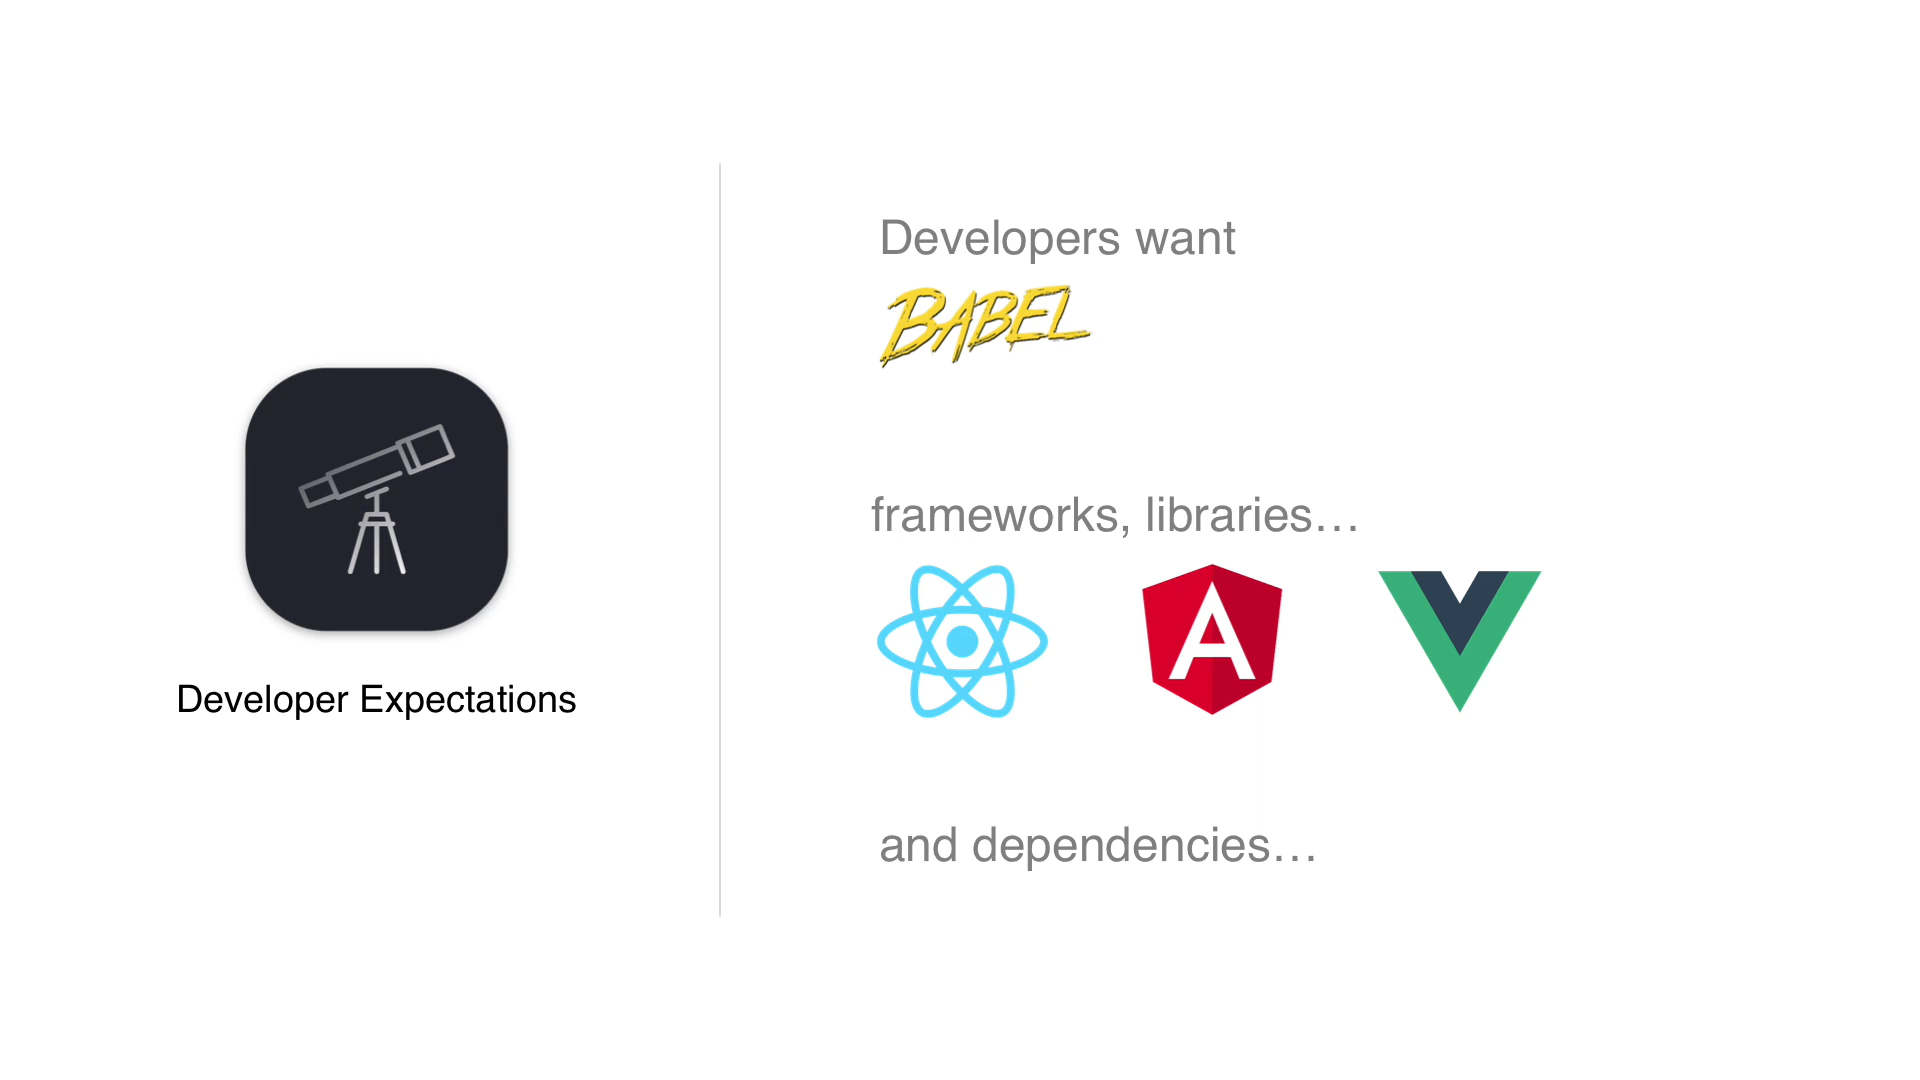 Developer Expectations
Developers want
BABEL
frameworks, libraries…
A
and dependencies…